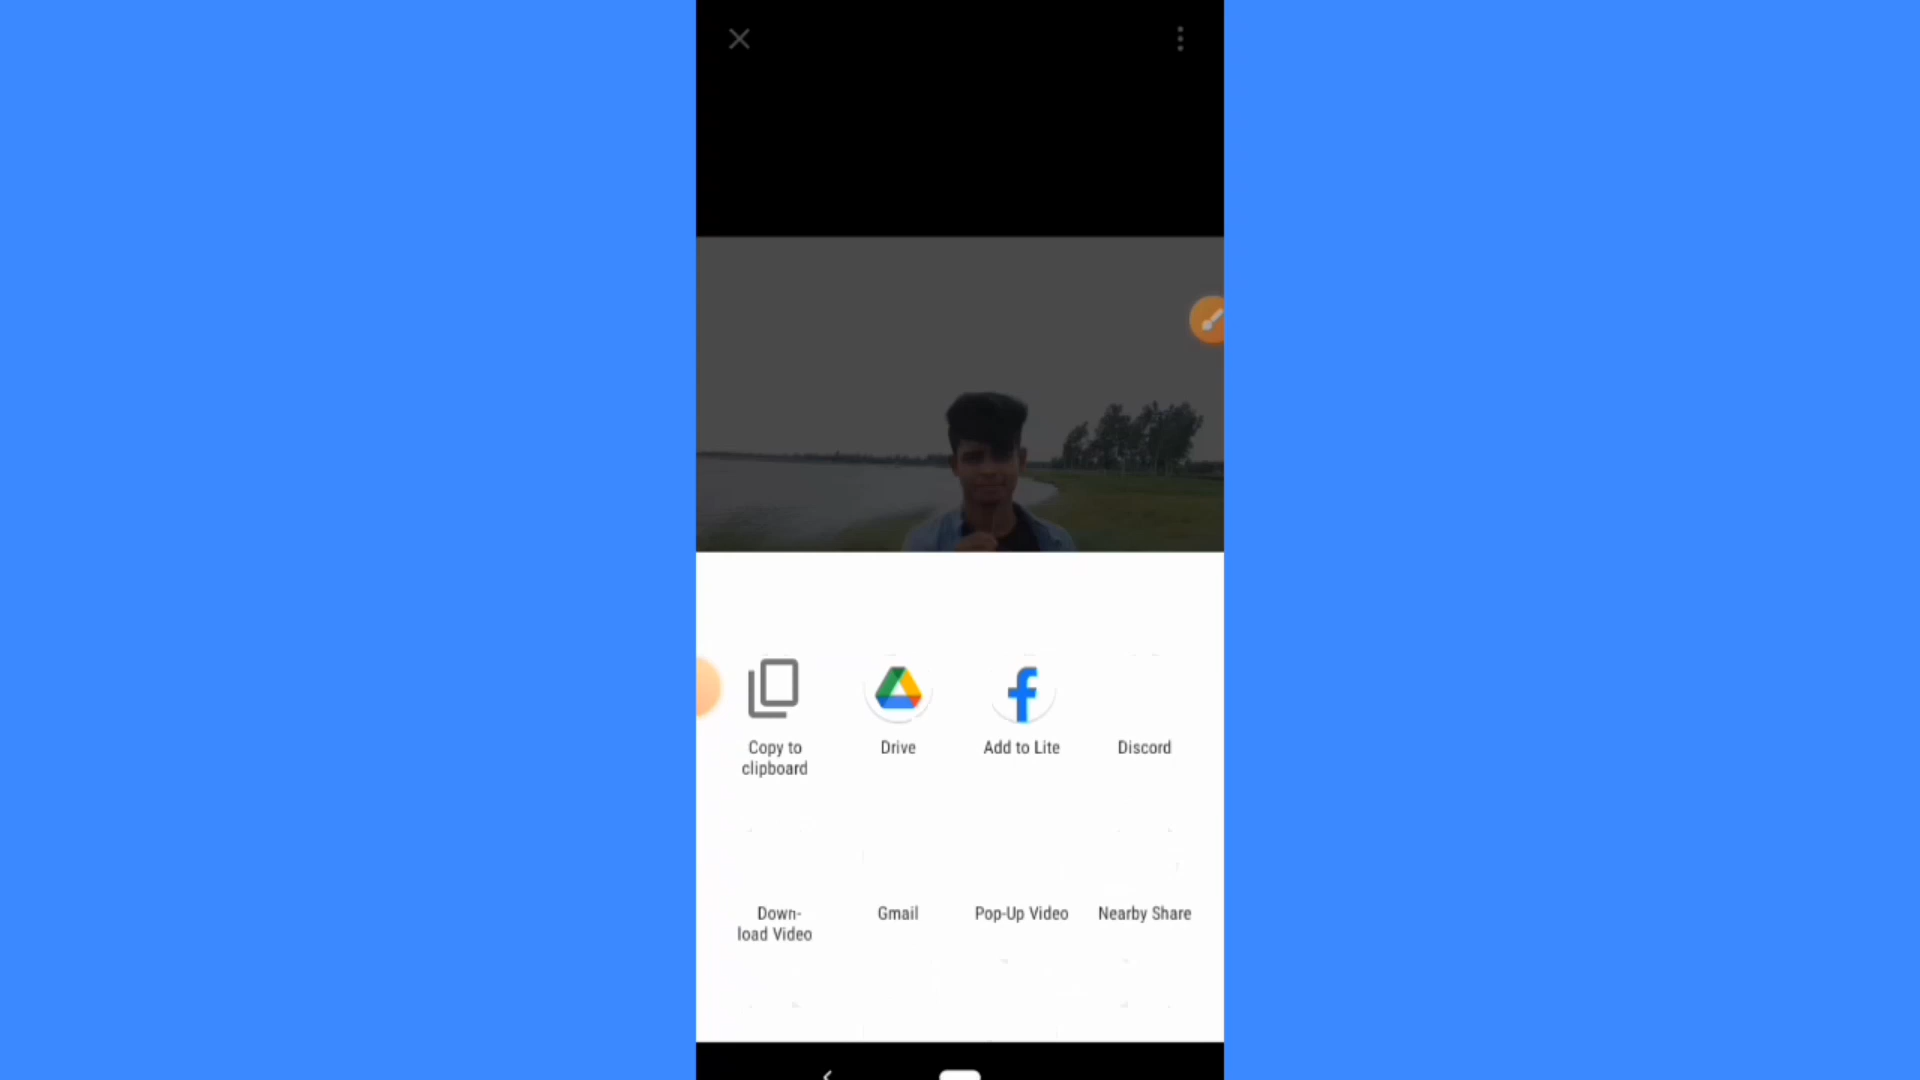 Copy to
clipboard
Drive
Add to Lite
Discord
Down-
load Video
Gmail
Pop-Up Video
Nearby Share